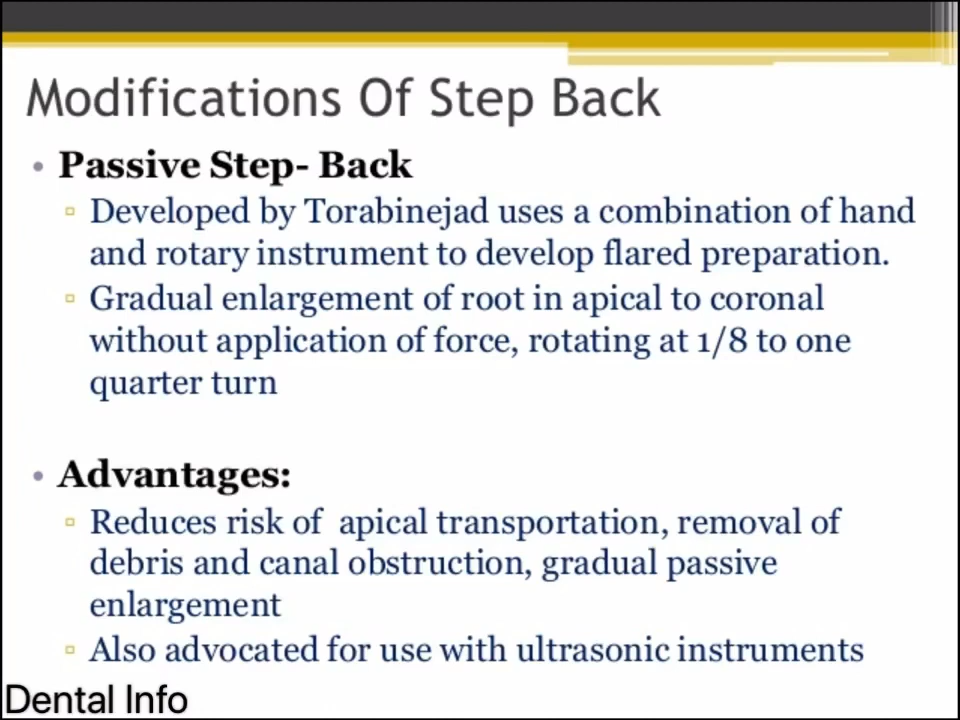 Modifications Of Step Back
• Passive Step- Back
▫ Developed by Torabinejad uses a combination of hand
and rotary instrument to develop flared preparation.
▫ Gradual enlargement of root in apical to coronal
without application of force, rotating at 1/8 to one
quarter turn
• Advantages:
▫ Reduces risk of  apical transportation, removal of
debris and canal obstruction, gradual passive
enlargement
▫ Also advocated for use with ultrasonic instruments
Dental Info